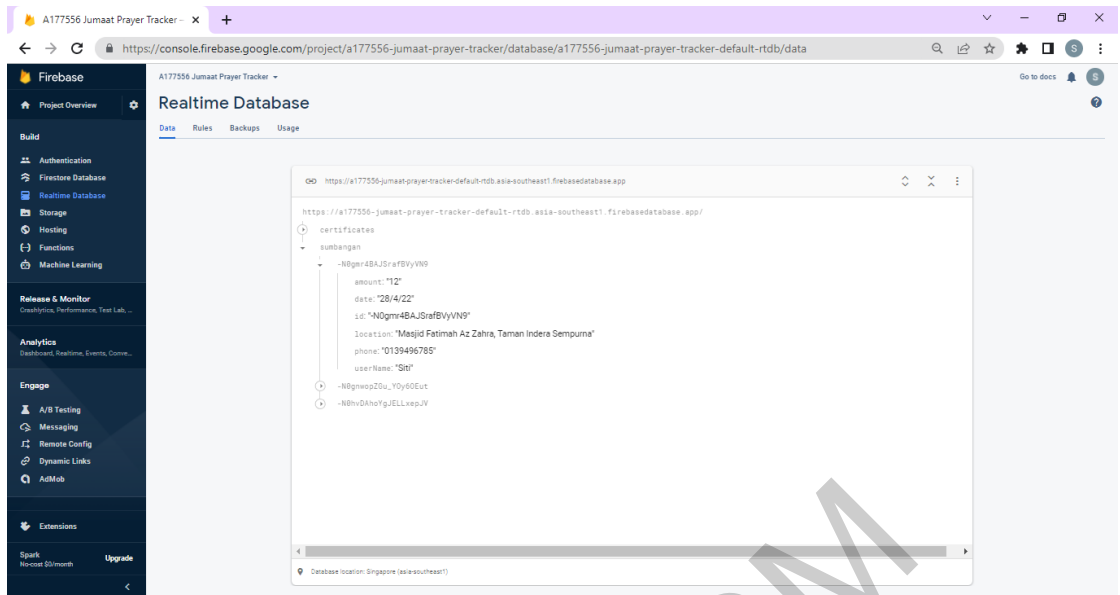 A177556 Jumaat Prayer Tracker –
https://console.firebase.google.com/project/a177556-jumaat-prayer-tracker/database/a177556-jumaat-prayer-tracker-default-rtdb/data
S
Firebase
A177556 Jumaat Prayer Tracker
Go to docs
S
Project Overview
Realtime Database
Data Rules Backups Usage
Build
Authentication
Firestore Database
Realtime Database
Storage
Hosting
Functions
Machine Learning
Release & Monitor
Crashlytics, Performance, Test Lab, ...
Analytics
Dashboard, Realtime, Events, Conve...
Engage
A/B Testing
Messaging
Remote Config
Dynamic Links
AdMob
Extensions
Spark
No-cost $0/month
Upgrade
https://a177556-jumaat-prayer-tracker-default-rtdb.asia-southeast1.firebasedatabase.app
https://a177556-jumaat-prayer-tracker-default-rtdb.asia-southeast1.firebasedatabase.app/
certificates
sumbangan
-N0gmr4BAJSrafBVyVN9
amount: "12"
date: "28/4/22"
id: "-N0gmr4BAJSrafBVyVN9"
location: "Masjid Fatimah Az Zahra, Taman Indera Sempurna"
phone: "0139496785"
userName: "Siti"
-N0gnwopZGu_YOy6OEut
-N0hvDAhoYgJELLxepJV
Database location: Singapore (asia-southeast1)
M